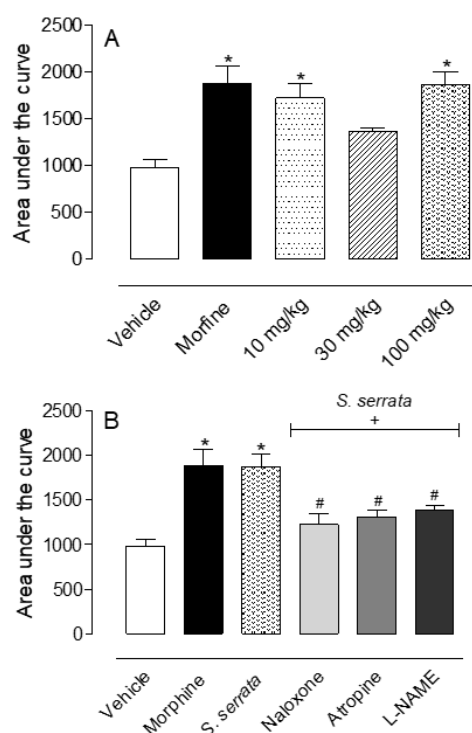 A
Area under the curve
2500
2000
1500
1000
500
0
*
*
*
Vehicle
Morfine
10 mg/kg
30 mg/kg
100 mg/kg
B
S. serrata
+
Area under the curve
2500
2000
1500
1000
500
0
*
*
#
#
#
Vehicle
Morphine
S. serrata
Naloxone
Atropine
L-NAME